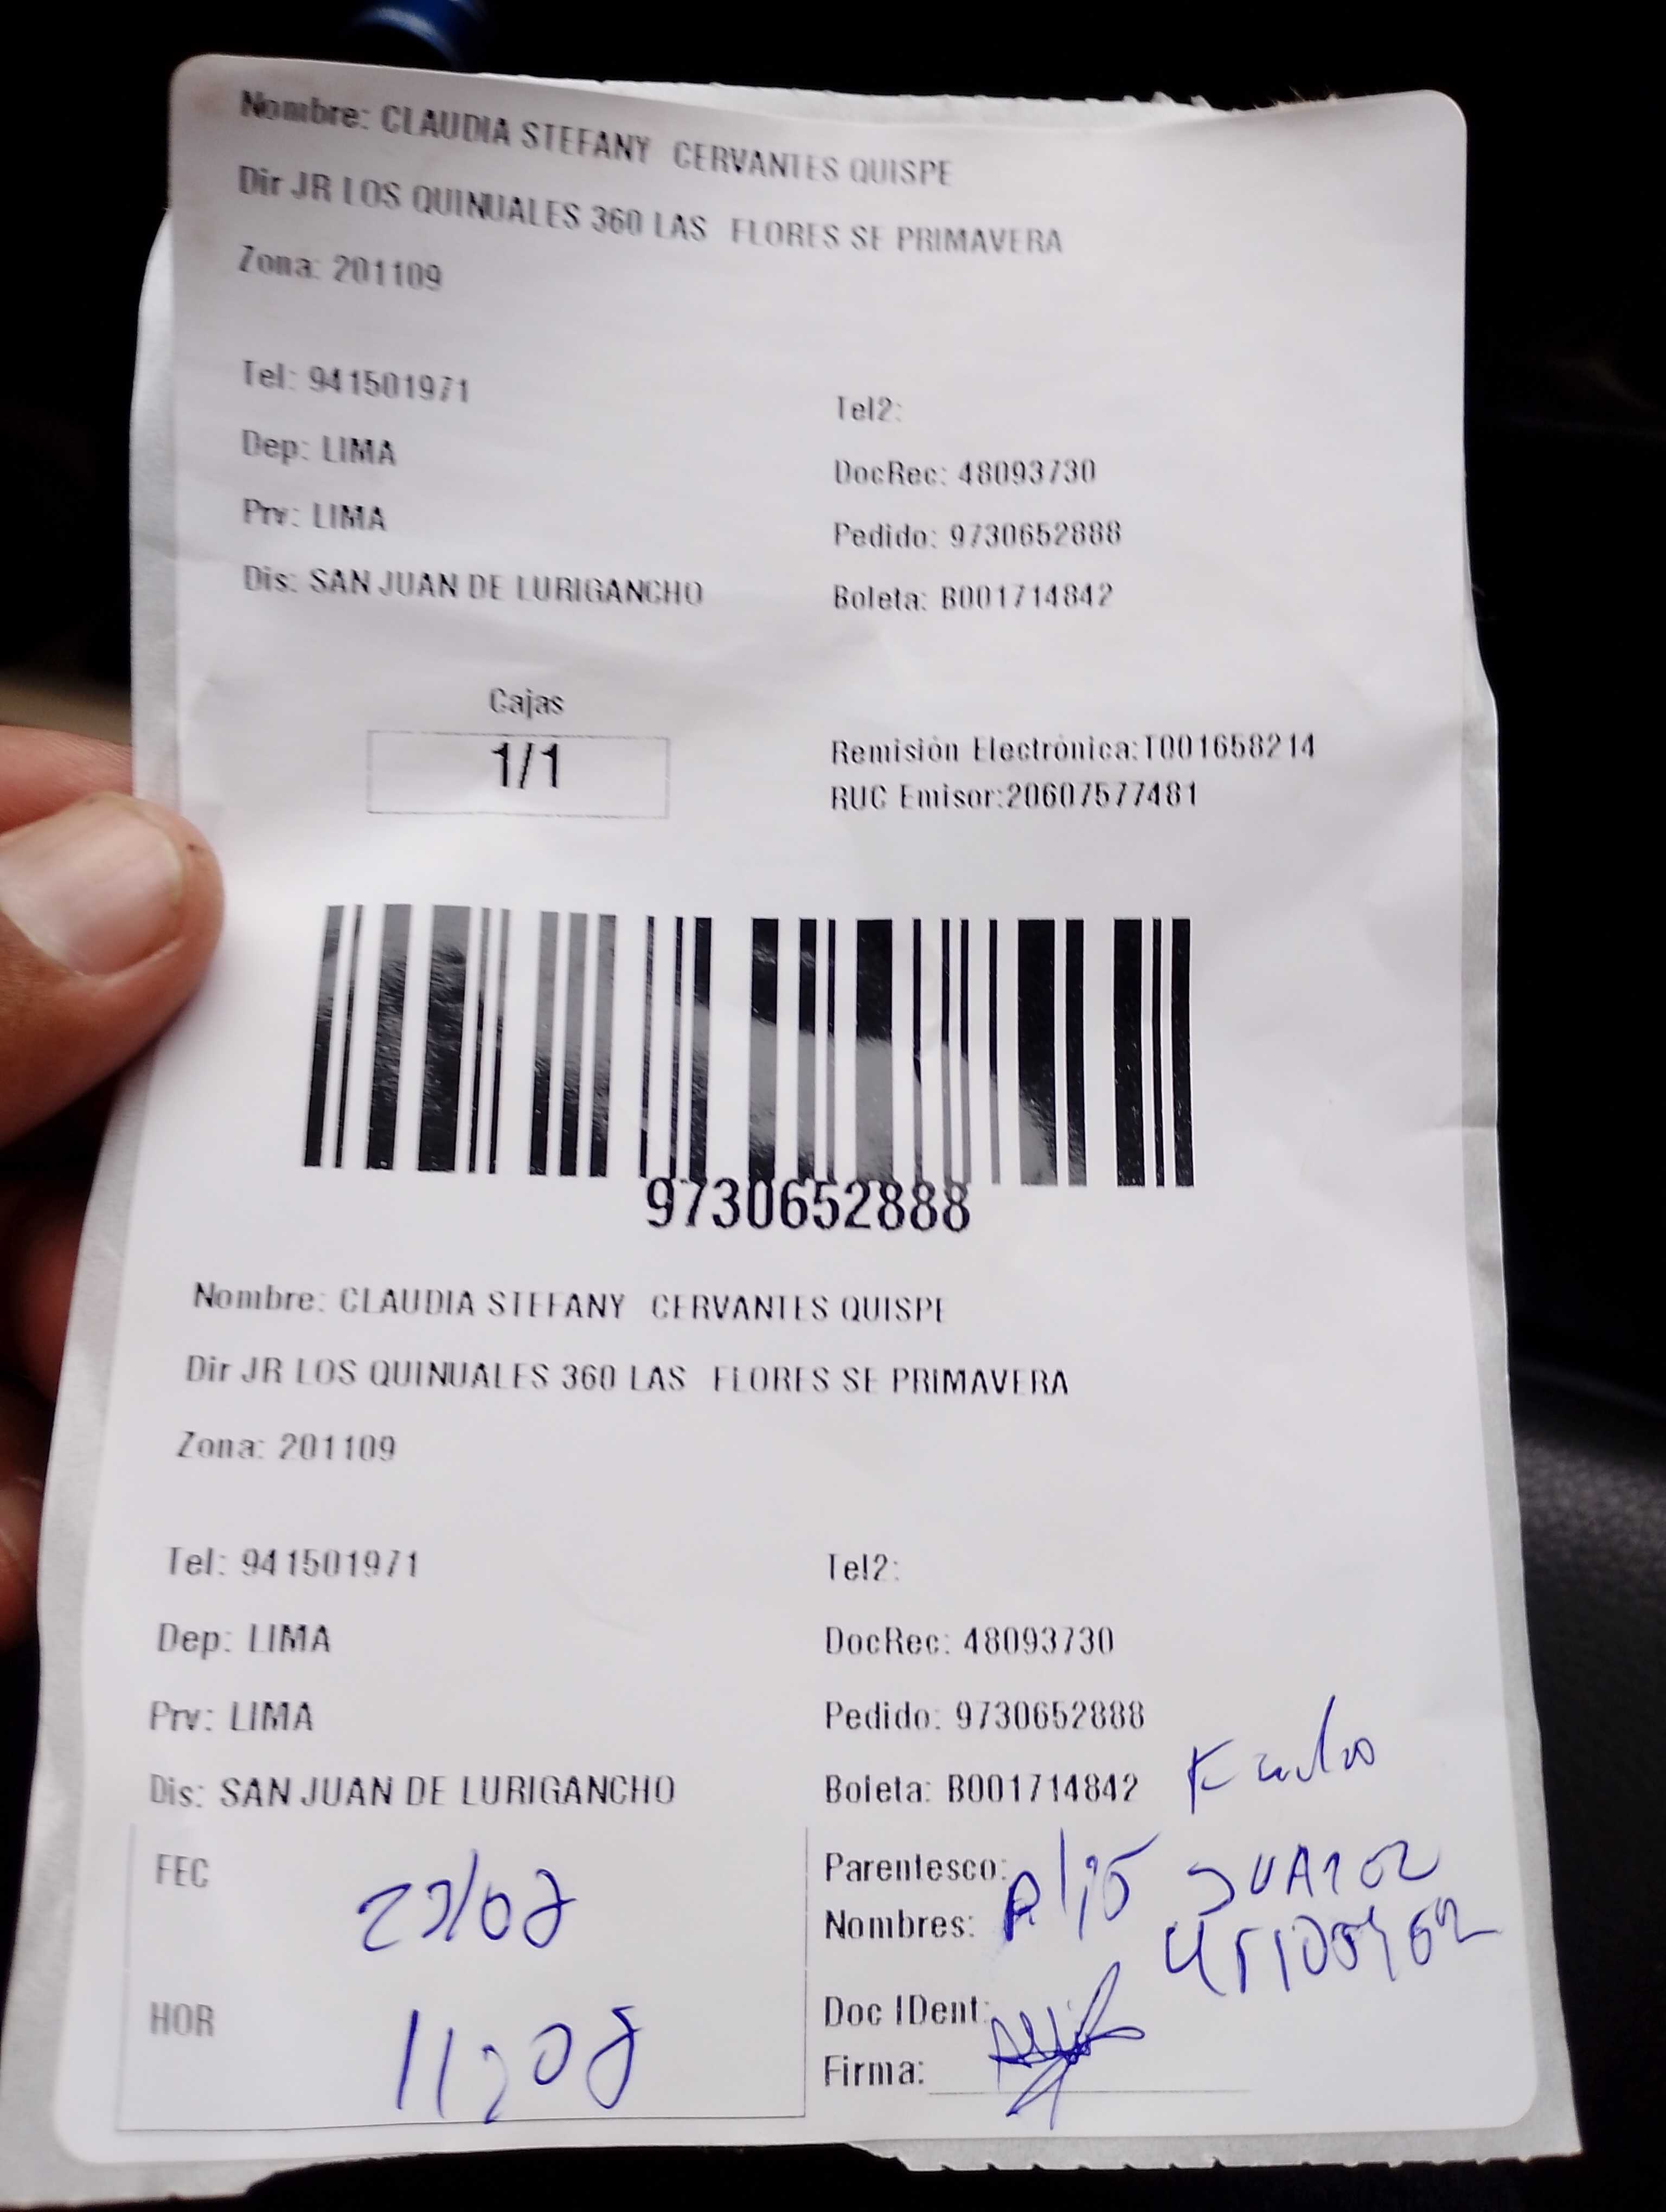 Nombre: CLAUDIA STEFANY CERVANTES QUISPE
Dir JR LOS QUINUALES 360 LAS FLORES SE PRIMAVERA
Zona: 201109
Tel: 941501971
Tel2:
Dep: LIMA
DocRec: 48093730
Prv: LIMA
Pedido: 9730652888
Dis: SAN JUAN DE LURIGANCHO
Boleta: B001714842
Cajas
1/1
Remisión Electrónica:T001658214
RUC Emisor:20607577481
9730652888
Nombre: CLAUDIA STEFANY CERVANTES QUISPE
Dir JR LOS QUINUALES 360 LAS FLORES SE PRIMAVERA
Zona: 201109
Tel: 941501971
Tel2:
Dep: LIMA
DocRec: 48093730
Prv: LIMA
Pedido: 9730652888
Dis: SAN JUAN DE LURIGANCHO
Boleta: B001714842
FEC
Parentesco:
Nombres:
HOR
Doc IDent:
Firma: